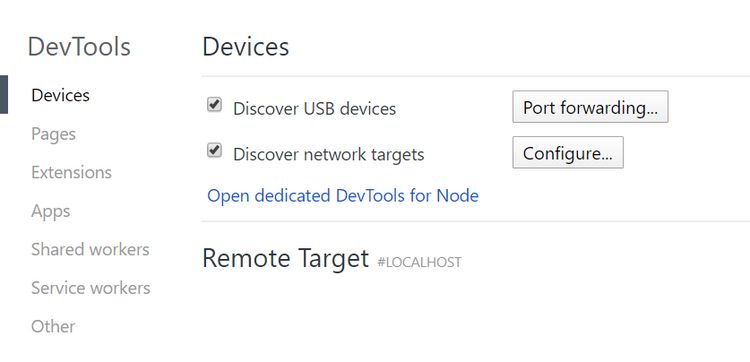 DevTools
Devices
Pages
Extensions
Apps
Shared workers
Service workers
Other
Devices
Discover USB devices
Port forwarding...
Discover network targets
Configure...
Open dedicated DevTools for Node
Remote Target #LOCALHOST